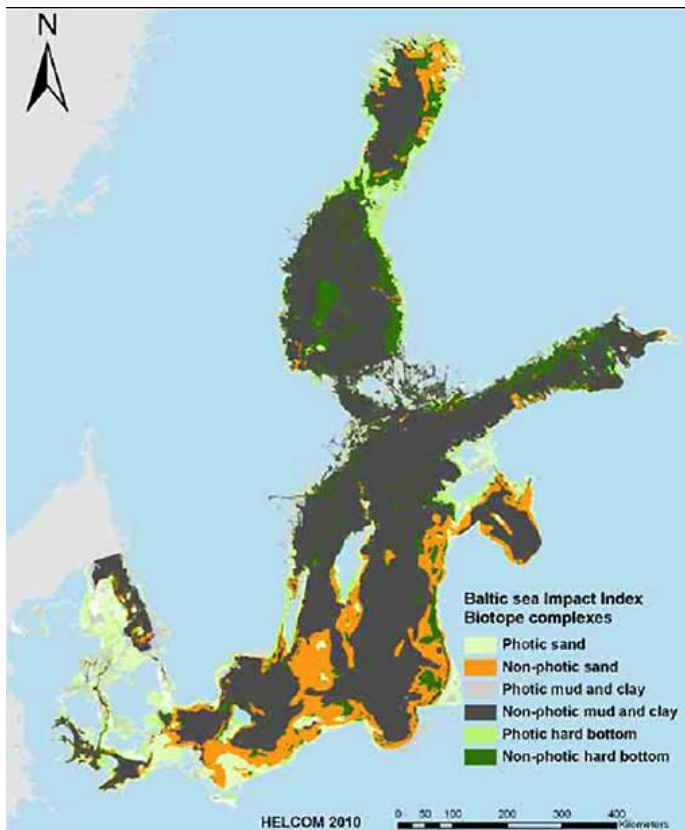 N
Baltic sea Impact Index
Biotope complexes
Photic sand
Non-photic sand
Photic mud and clay
Non-photic mud and clay
Photic hard bottom
Non-photic hard bottom
HELCOM 2010
0 50 100 200 300 400
Kilometers